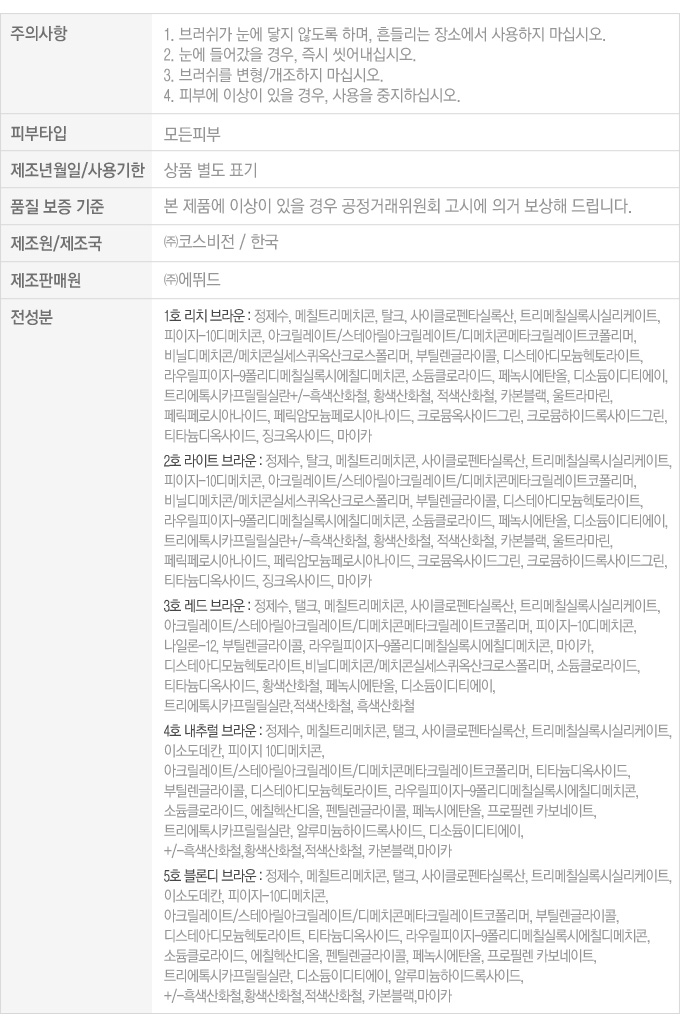 주의사항
1. 브러쉬가 눈에 닿지 않도록 하며, 흔들리는 장소에서 사용하지 마십시오.
2. 눈에 들어갔을 경우, 즉시 씻어내십시오.
3. 브러쉬를 변형/개조하지 마십시오.
4. 피부에 이상이 있을 경우, 사용을 중지하십시오.
피부타입
모든피부
제조년월일/사용기한
상품 별도 표기
품질 보증 기준
본 제품에 이상이 있을 경우 공정거래위원회 고시에 의거 보상해 드립니다.
제조원/제조국
㈜코스비전 / 한국
제조판매원
㈜에뛰드
전성분
1호 리치 브라운 : 정제수, 메칠트리메치콘, 탈크, 사이클로펜타실록산, 트리메칠실록시실리케이트,
피이지-10디메치콘, 아크릴레이트/스테아릴아크릴레이트/디메치콘메타크릴레이트코폴리머,
비닐디메치콘/메치콘실세스퀴옥산크로스폴리머, 부틸렌글라이콜, 디스테아디모늄헥토라이트,
라우릴피이지-9폴리디메칠실록시에칠디메치콘, 소듐클로라이드, 페녹시에탄올, 디소듐이디티에이,
트리에톡시카프릴릴실란+/-흑색산화철, 황색산화철, 적색산화철, 카본블랙, 울트라마린,
페릭페로시아나이드, 페릭암모늄페로시아나이드, 크로뮴옥사이드그린, 크로뮴하이드록사이드그린,
티타늄디옥사이드, 징크옥사이드, 마이카
2호 라이트 브라운 : 정제수, 탈크, 메칠트리메치콘, 사이클로펜타실록산, 트리메칠실록시실리케이트,
피이지-10디메치콘, 아크릴레이트/스테아릴아크릴레이트/디메치콘메타크릴레이트코폴리머,
비닐디메치콘/메치콘실세스퀴옥산크로스폴리머, 부틸렌글라이콜, 디스테아디모늄헥토라이트,
라우릴피이지-9폴리디메칠실록시에칠디메치콘, 소듐클로라이드, 페녹시에탄올, 디소듐이디티에이,
트리에톡시카프릴릴실란+/-흑색산화철, 황색산화철, 적색산화철, 카본블랙, 울트라마린,
페릭페로시아나이드, 페릭암모늄페로시아나이드, 크로뮴옥사이드그린, 크로뮴하이드록사이드그린,
티타늄디옥사이드, 징크옥사이드, 마이카
3호 레드 브라운 : 정제수, 탤크, 메칠트리메치콘, 사이클로펜타실록산, 트리메칠실록시실리케이트,
아크릴레이트/스테아릴아크릴레이트/디메치콘메타크릴레이트코폴리머, 피이지-10디메치콘,
나일론-12, 부틸렌글라이콜, 라우릴피이지-9폴리디메칠실록시에칠디메치콘, 마이카,
디스테아디모늄헥토라이트,비닐디메치콘/메치콘실세스퀴옥산크로스폴리머, 소듐클로라이드,
티타늄디옥사이드, 황색산화철, 페녹시에탄올, 디소듐이디티에이,
트리에톡시카프릴릴실란,적색산화철, 흑색산화철
4호 내추럴 브라운 : 정제수, 메칠트리메치콘, 탤크, 사이클로펜타실록산, 트리메칠실록시실리케이트,
이소도데칸, 피이지 10디메치콘,
아크릴레이트/스테아릴아크릴레이트/디메치콘메타크릴레이트코폴리머, 티타늄디옥사이드,
부틸렌글라이콜, 디스테아디모늄헥토라이트, 라우릴피이지-9폴리디메칠실록시에칠디메치콘,
소듐클로라이드, 에칠헥산디올, 펜틸렌글라이콜, 페녹시에탄올, 프로필렌 카보네이트,
트리에톡시카프릴릴실란, 알루미늄하이드록사이드, 디소듐이디티에이,
+/-흑색산화철,황색산화철,적색산화철, 카본블랙,마이카
5호 블론디 브라운 : 정제수, 메칠트리메치콘, 탤크, 사이클로펜타실록산, 트리메칠실록시실리케이트,
이소도데칸, 피이지-10디메치콘,
아크릴레이트/스테아릴아크릴레이트/디메치콘메타크릴레이트코폴리머, 부틸렌글라이콜,
디스테아디모늄헥토라이트, 티타늄디옥사이드, 라우릴피이지-9폴리디메칠실록시에칠디메치콘,
소듐클로라이드, 에칠헥산디올, 펜틸렌글라이콜, 페녹시에탄올, 프로필렌 카보네이트,
트리에톡시카프릴릴실란, 디소듐이디티에이, 알루미늄하이드록사이드,
+/-흑색산화철,황색산화철,적색산화철, 카본블랙,마이카